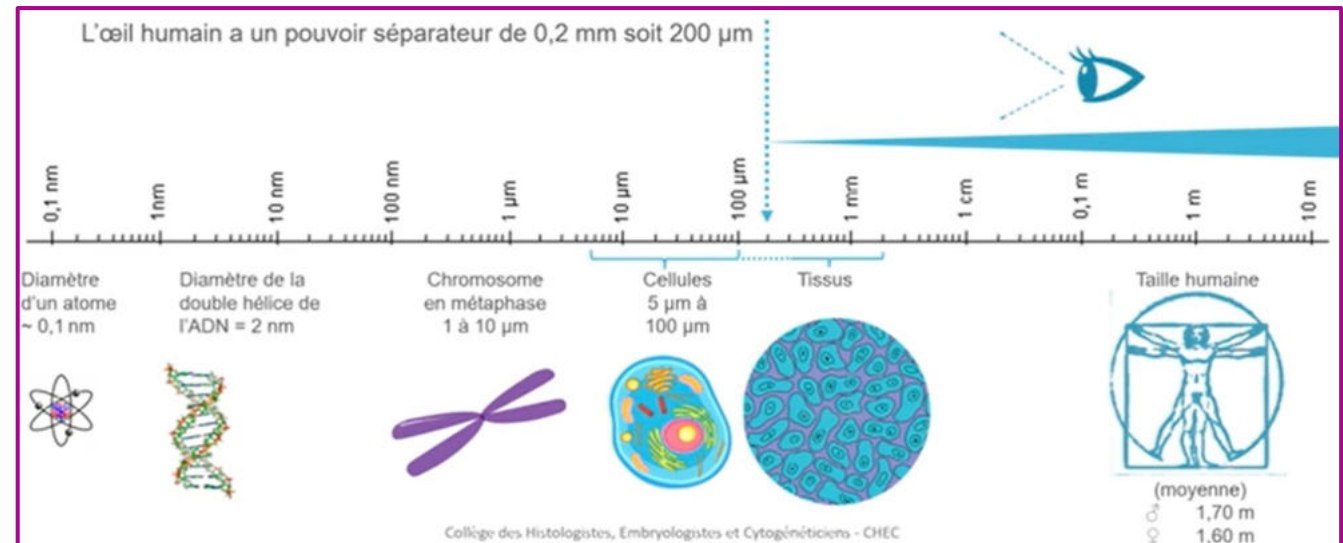 L'œil humain a un pouvoir séparateur de 0,2 mm soit 200 µm
0,1 nm
1nm
10 nm
100 nm
1 µm
10 µm
100 µm
1 mm
1 cm
0,1 m
1 m
10 m
Diamètre
d'un atome
~ 0,1 nm
Diamètre de la
double hélice de
l'ADN = 2 nm
Chromosome
en métaphase
1 à 10 µm
Cellules
5 µm à
100 µm
Tissus
Taille humaine
(moyenne)
♂ 1,70 m
♀ 1,60 m
Collège des Histologistes, Embryologistes et Cytogénéticiens - CHEC